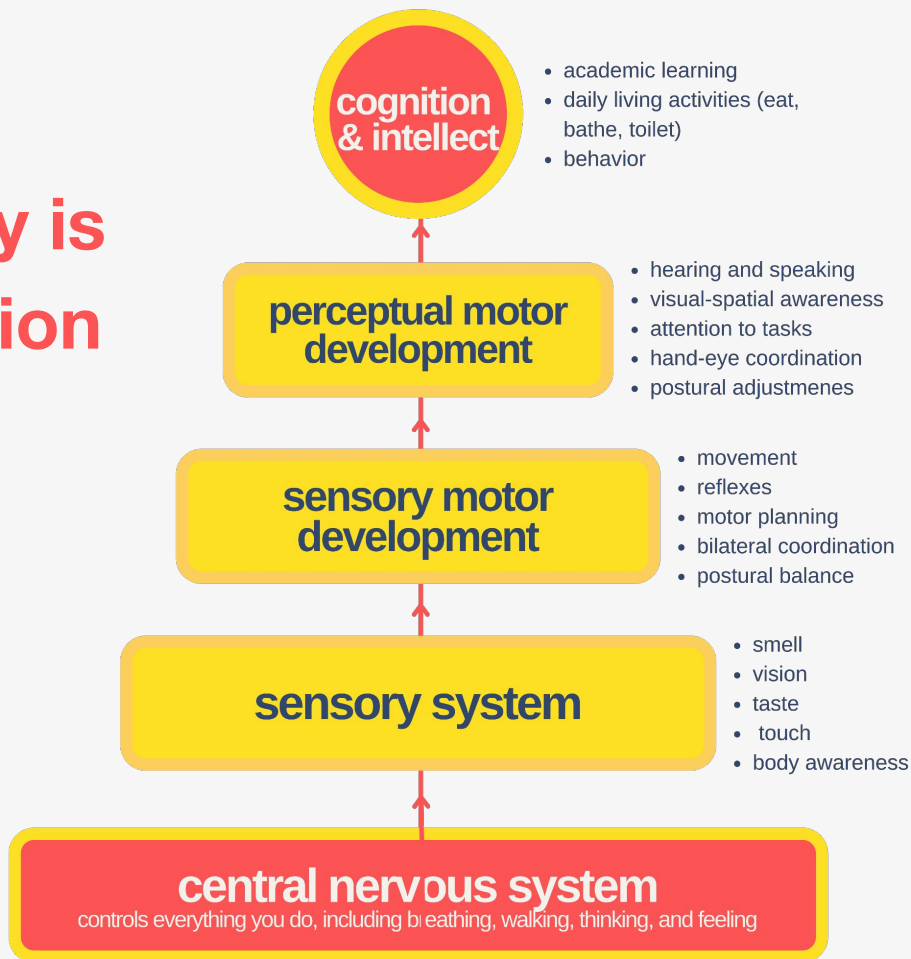 cognition
& intellect
• academic learning
• daily living activities (eat,
bathe, toilet)
• behavior
y is
ion
perceptual motor
development
• hearing and speaking
• visual-spatial awareness
• attention to tasks
• hand-eye coordination
• postural adjustmenes
sensory motor
development
• movement
• reflexes
• motor planning
• bilateral coordination
• postural balance
sensory system
• smell
• vision
• taste
• touch
• body awareness
central nervous system
controls everything you do, including breathing, walking, thinking, and feeling